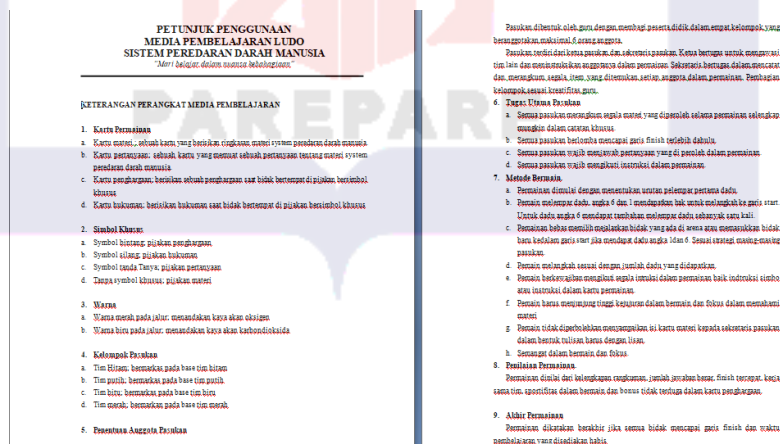 PETUNJUK PENGGUNAAN
MEDIA PEMBELAJARAN LUDO
SISTEM PEREDARAN DARAH MANUSIA
"Mari belajar dalam nuansa kebahagiaan"
KETERANGAN PERANGKAT MEDIA PEMBELAJARAN
1. Kartu Permainan
a. Kartu materi ; sebuah kartu yang berisikan ringkasan materi system peredaran darah manusia
b. Kartu pertanyaan; sebuah kartu yang memuat sebuah pertanyaan tentang materi system
peredaran darah manusia
c. Kartu penghargaan; berisikan sebuah penghargaan saat bidak bertempat di pijakan bersimbol
khusus
d. Kartu hukuman; berisikan hukuman saat bidak bertempat di pijakan bersimbol khusus
2. Simbol Khusus
a. Symbol bintang; pijakan penghargaan
b. Symbol silang; pijakan hukuman
c. Symbol tanda Tanya; pijakan pertanyaan
d. Tanpa symbol khusus; pijakan materi
3. Warna
a. Warna merah pada jalur; menandakan kaya akan oksigen
b. Warna biru pada jalur; menandakan kaya akan karbondioksida
4. Kelompok Pasukan
a. Tim Hitam; bermarkas pada base tim hitam
b. Tim putih; bermarkas pada base tim putih
c. Tim biru; bermarkas pada base tim biru
d. Tim merah; bermarkas pada base tim merah
5. Penentuan Anggota Pasukan
Pasukan dibentuk oleh guru dengan membagi peserta didik dalam empat kelompok yang
beranggotakan maksimal 6 orang anggota.
Pasukan terdiri dari ketua pasukan dan sekretaris pasukan. Ketua bertugas untuk mengawasi
tim lain dan menginstruksikan anggotanya dalam permainan. Sekretaris bertugas dalam mencatat
dan merangkum segala item yang ditemukan setiap anggota dalam permainan. Pembagian
kelompok sesuai kreatifitas guru.
6. Tugas Utama Pasukan
a. Semua pasukan merangkum segala materi yang diperoleh selama permainan selengkap
mungkin dalam catatan khusus
b. Semua pasukan berlomba mencapai garis finish terlebih dahulu
c. Semua pasukan wajib menjawab pertanyaan yang di peroleh dalam permainan
d. Semua pasukan wajib mengikuti instruksi dalam permainan
7. Metode Bermain
a. Permainan dimulai dengan menentukan urutan pelempar pertama dadu
b. Pemain melempar dadu, angka 6 dan 1 mendapatkan hak untuk melangkah ke garis start.
Untuk dadu angka 6 mendapat tambahan melempar dadu sebanyak satu kali.
c. Pemainan bebas memilih menjalankan bidak yang ada di arena atau memasukkan bidak
baru kedalam garis start jika mendapat dadu angka 1dan 6. Sesuai strategi masing-masing
pasukan
d. Pemain melangkah sesuai dengan jumlah dadu yang didapatkan
e. Pemain berkewajiban mengikuti segala intruksi dalam permainan baik indtruksi simbo
atau instruksi dalam kartu permainan
f. Pemain harus menjunjung tinggi kejujuran dalam bermain dan fokus dalam memahami
materi
g. Pemain tidak diperbolehkan menyampaikan isi kartu materi kepada sekretaris pasukan
dalam bentuk tulisan harus dengan lisan
h. Semangat dalam bermain dan fokus
8. Penilaian Permainan
Permainan dinilai dari kelengkapan rangkuman, jumlah jawaban benar, finish tercepat, kerja
sama tim, sportifitas dalam bermain dan bonus tidak terduga dalam kartu penghargaan.
9. Akhir Permainan
Permainan dikatakan berakhir jika semua bidak mencapai garis finish dan waktu
pembelajaran yang disediakan habis
PAREPARE